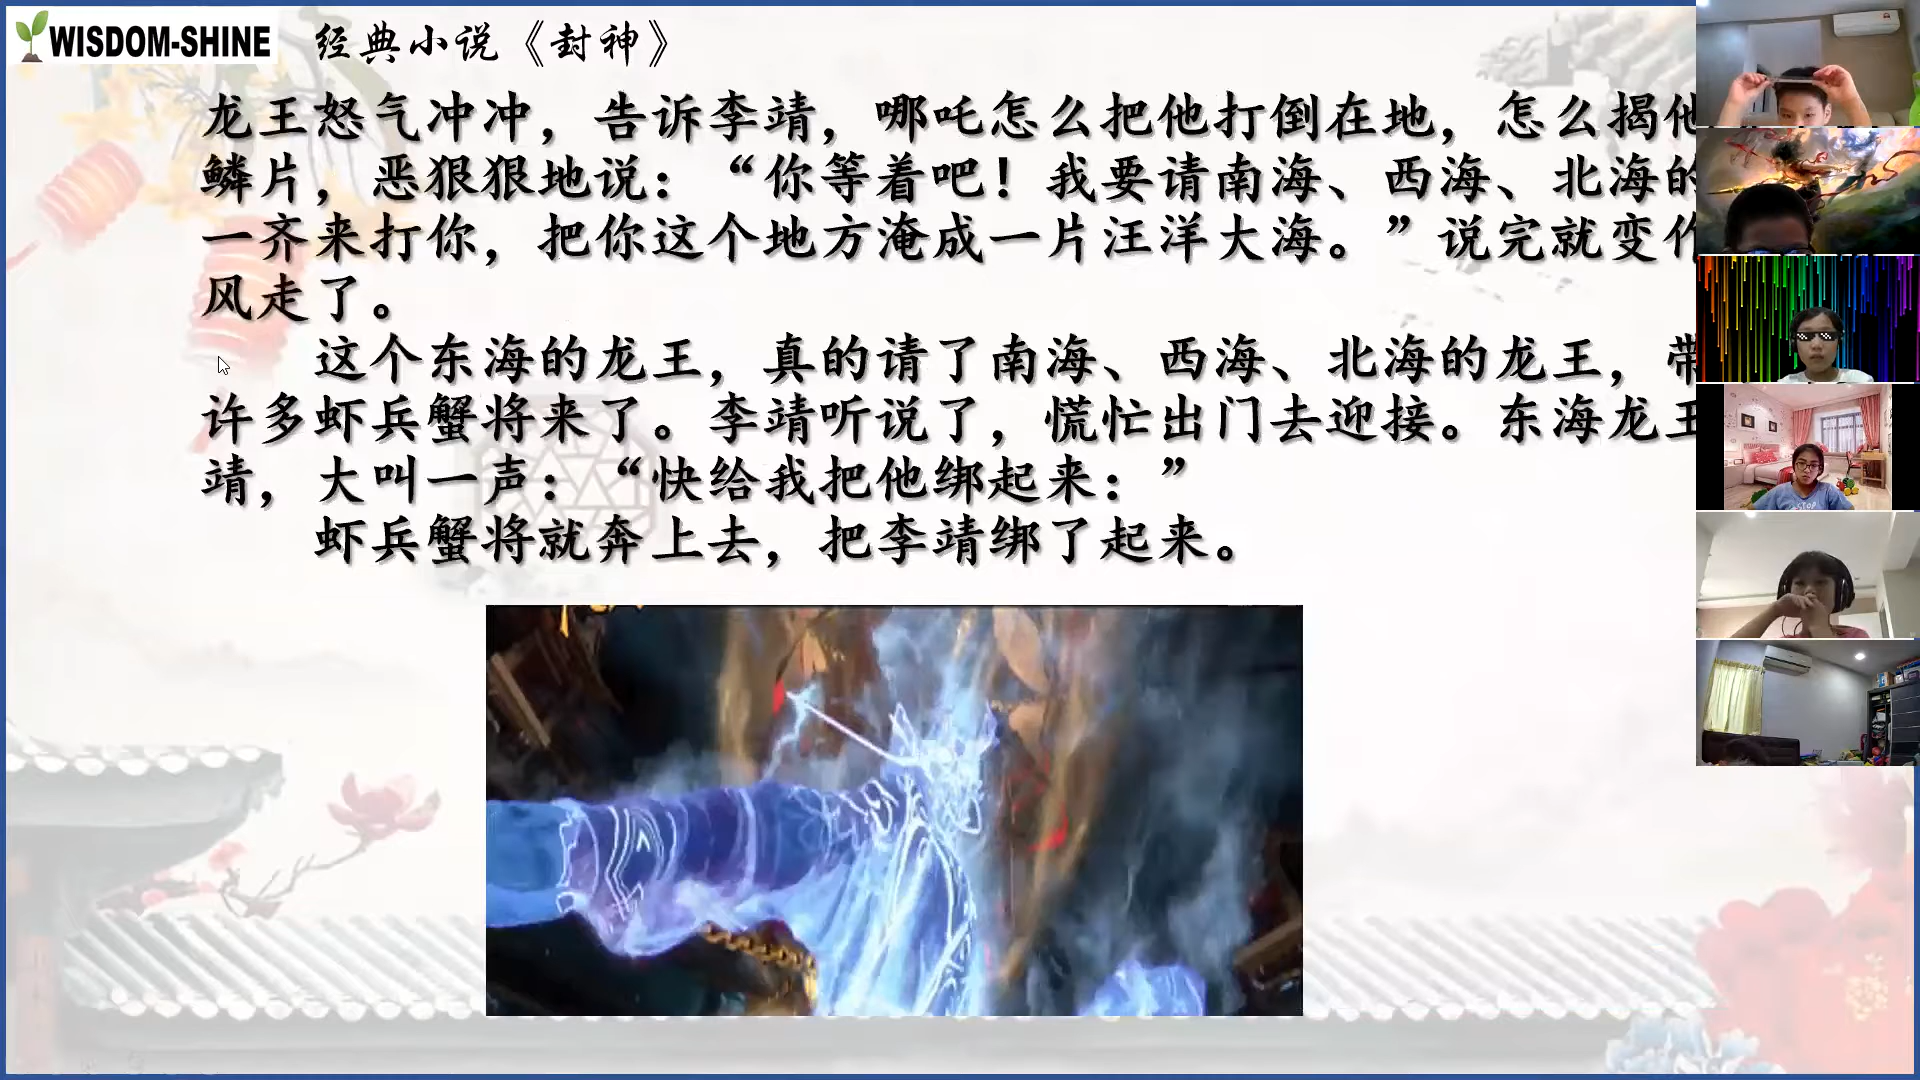 WISDOM-SHINE
经典小说《封神》
龙王怒气冲冲，告诉李靖，哪吒怎么把他打倒在地，怎么揭他
鳞片，恶狠狠地说：“你等着吧！我要请南海、西海、北海的
一齐来打你，把你这个地方淹成一片汪洋大海。”说完就变作
风走了。
这个东海的龙王，真的请了南海、西海、北海的龙王，带
许多虾兵蟹将来了。李靖听说了，慌忙出门去迎接。东海龙王
靖，大叫一声：“快给我把他绑起来：”
虾兵蟹将就奔上去，把李靖绑了起来。